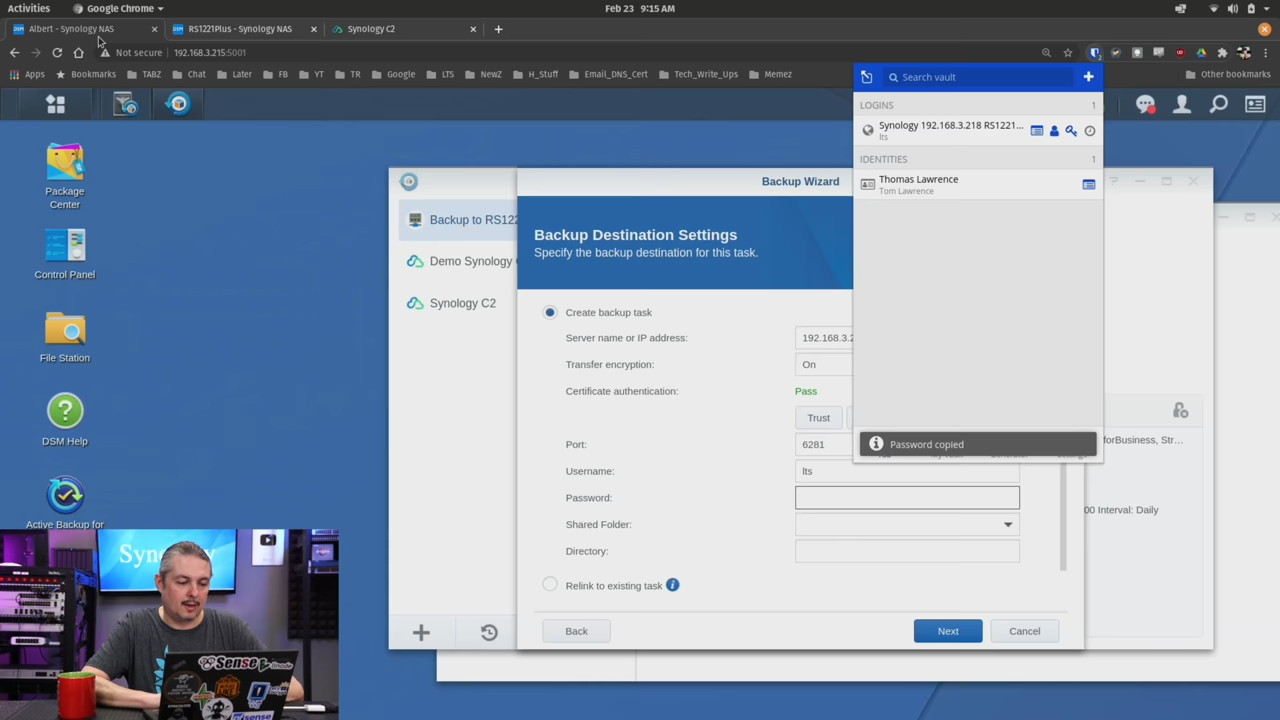 Activities
Google Chrome
Feb 23 9:15 AM
Albert - Synology NAS
RS1221Plus - Synology NAS
Synology C2
Not secure
192.168.3.215:5001
Apps
Bookmarks
TABZ
Chat
Later
FB
YT
TR
Google
LTS
NewZ
H_Stuff
Email_DNS_Cert
Tech_Write_Ups
Memez
Other bookmarks
Search vault
LOGINS 1
Synology 192.168.3.218 RS1221...
lts
IDENTITIES 1
Thomas Lawrence
Tom Lawrence
Password copied
Package
Center
Control Panel
File Station
DSM Help
Active Backup for
Backup to RS122
Demo Synology
Synology C2
Backup Wizard
Backup Destination Settings
Specify the backup destination for this task.
Create backup task
Server name or IP address: 192.168.3.2
Transfer encryption: On
Certificate authentication: Pass
Trust
Port: 6281
Username: lts
Password:
Shared Folder:
Directory:
Relink to existing task
Back
Next
Cancel
forBusiness, Str...
00 Interval: Daily
Syno